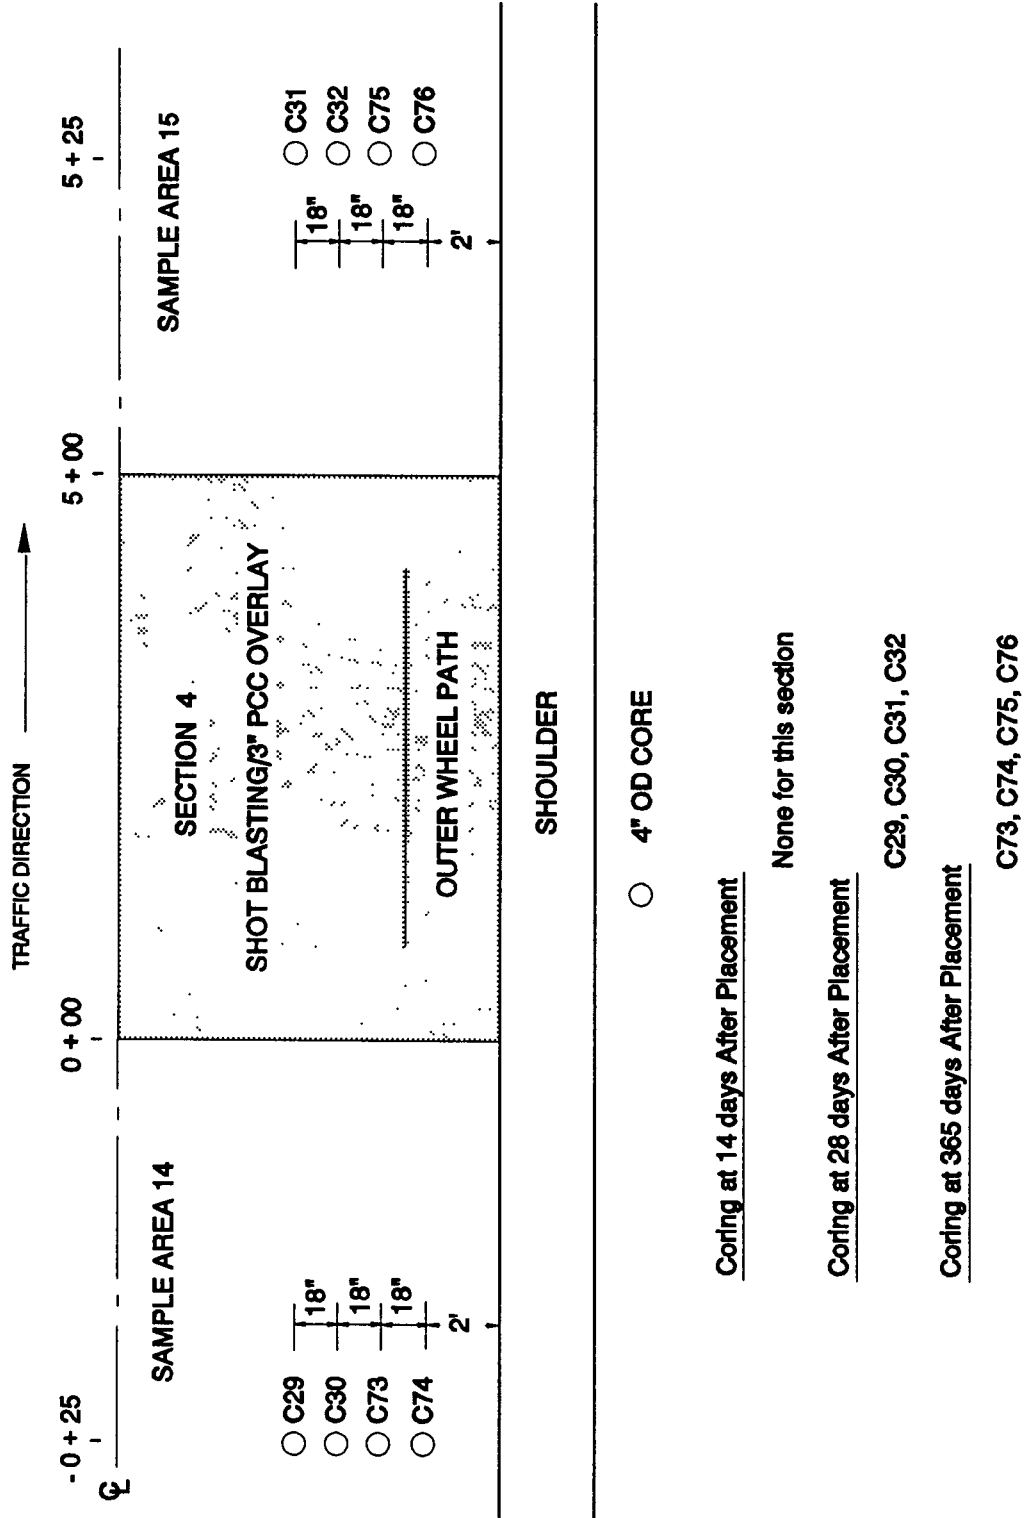 TRAFFIC DIRECTION
- 0 + 25
0 + 00
5 + 00
5 + 25
CL
SAMPLE AREA 14
SECTION 4
SAMPLE AREA 15
SHOT BLASTING/3" PCC OVERLAY
C29
18"
C30
18"
C73
18"
C74
2'
OUTER WHEEL PATH
C31
18"
C32
18"
C75
18"
C76
2'
SHOULDER
4" OD CORE
Coring at 14 days After Placement
None for this section
Coring at 28 days After Placement
C29, C30, C31, C32
Coring at 365 days After Placement
C73, C74, C75, C76